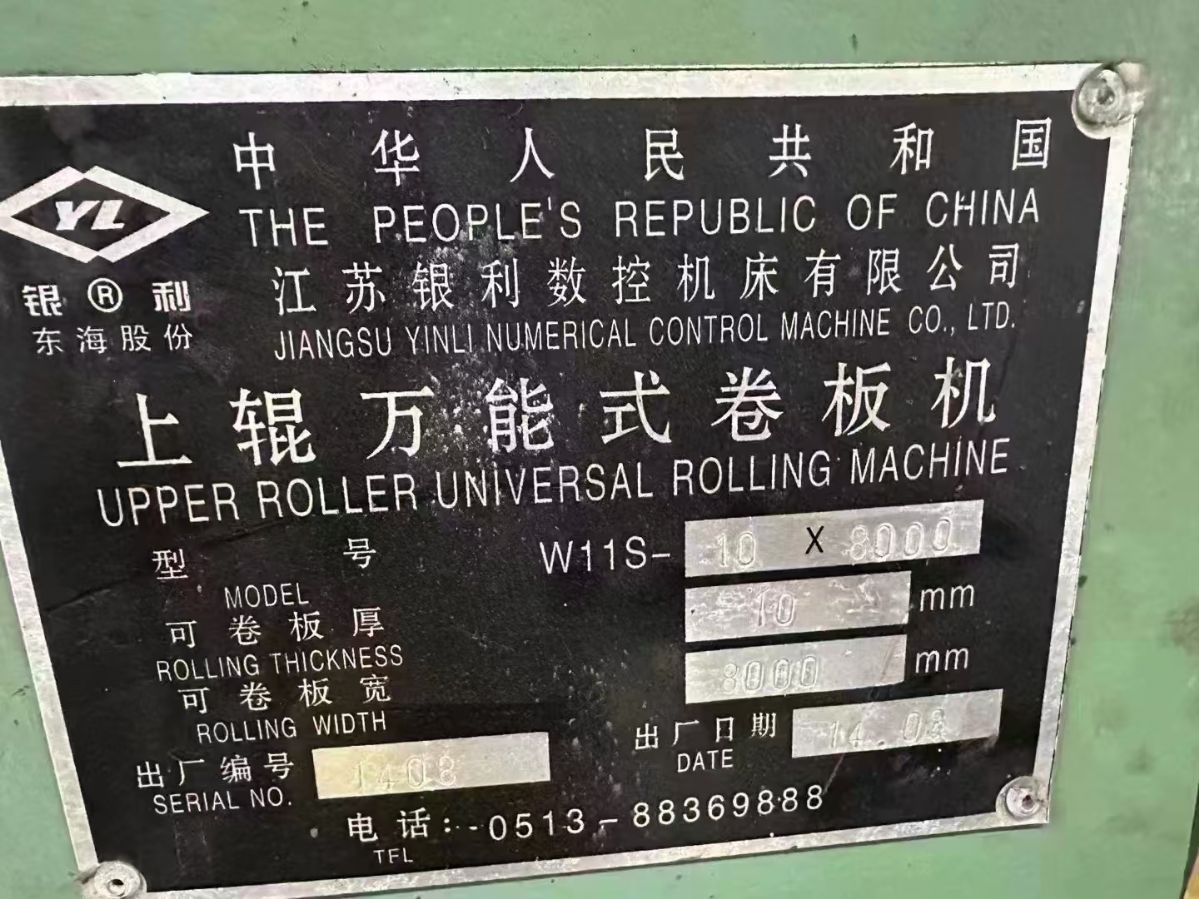 中华人民共和国
THE PEOPLE'S REPUBLIC OF CHINA
YL
银®利
东海股份
江苏银利数控机床有限公司
JIANGSU YINLI NUMERICAL CONTROL MACHINE CO., LTD.
上辊万能式卷板机
UPPER ROLLER UNIVERSAL ROLLING MACHINE
型号 W11S- 10 X 8000
MODEL
可卷板厚 10 mm
ROLLING THICKNESS
可卷板宽 8000 mm
ROLLING WIDTH
出厂编号 1408
SERIAL NO.
出厂日期 14.08
DATE
电话:-0513-88369888
TFL